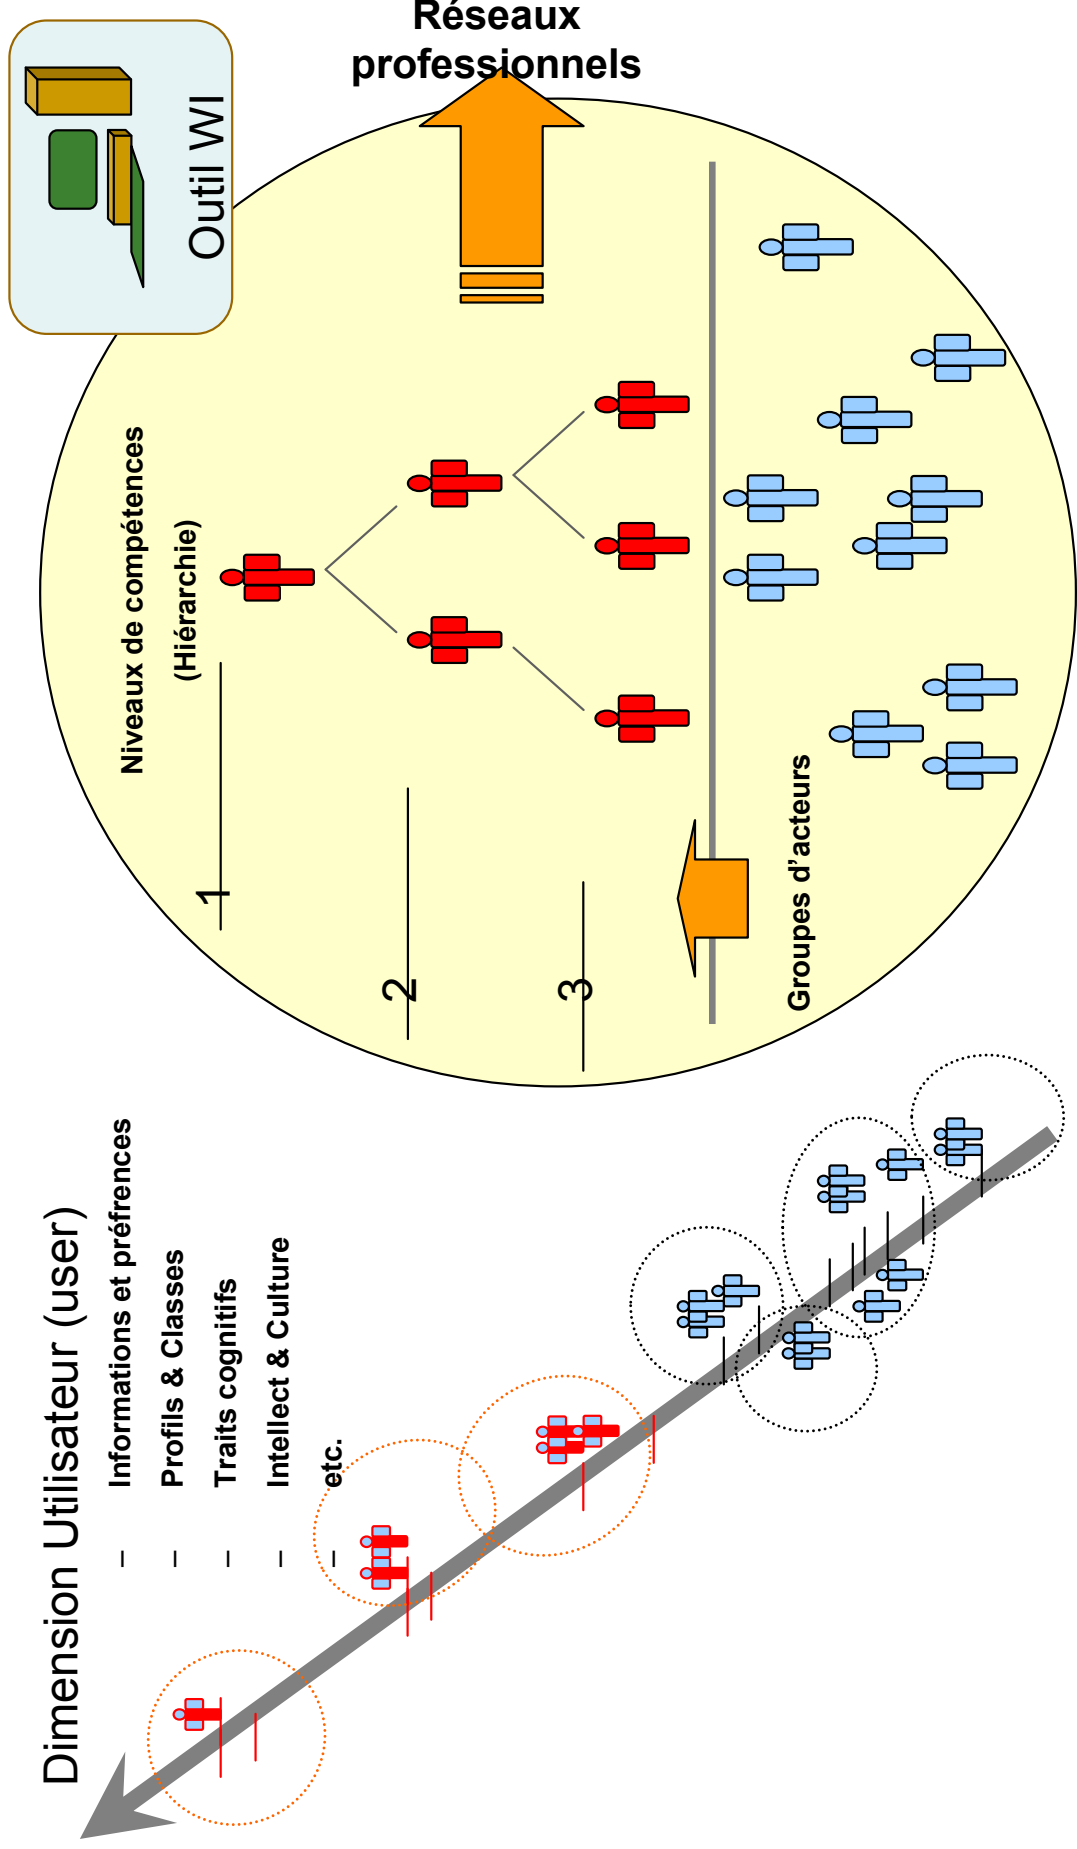 Réseaux
professionnels
Outil WI
Niveaux de compétences
(Hiérarchie)
1
2
3
Groupes d’acteurs
Dimension Utilisateur (user)
– Informations et préfrences
– Profils & Classes
– Traits cognitifs
– Intellect & Culture
– etc.